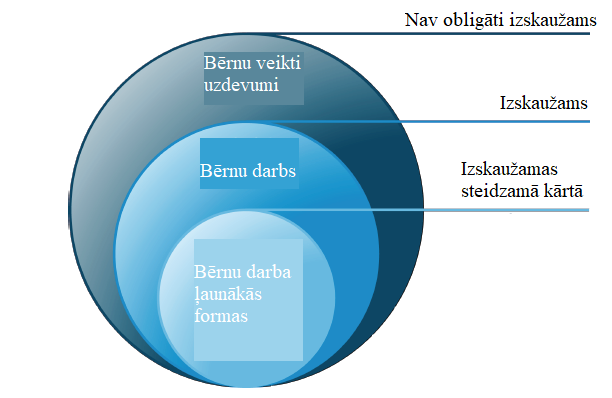 Nav obligāti izskaužams
Bērnu veikti
uzdevumi
Izskaužams
Bērnu darbs
Izskaužamas
steidzamā kārtā
Bērnu darba
ļaunākās
formas